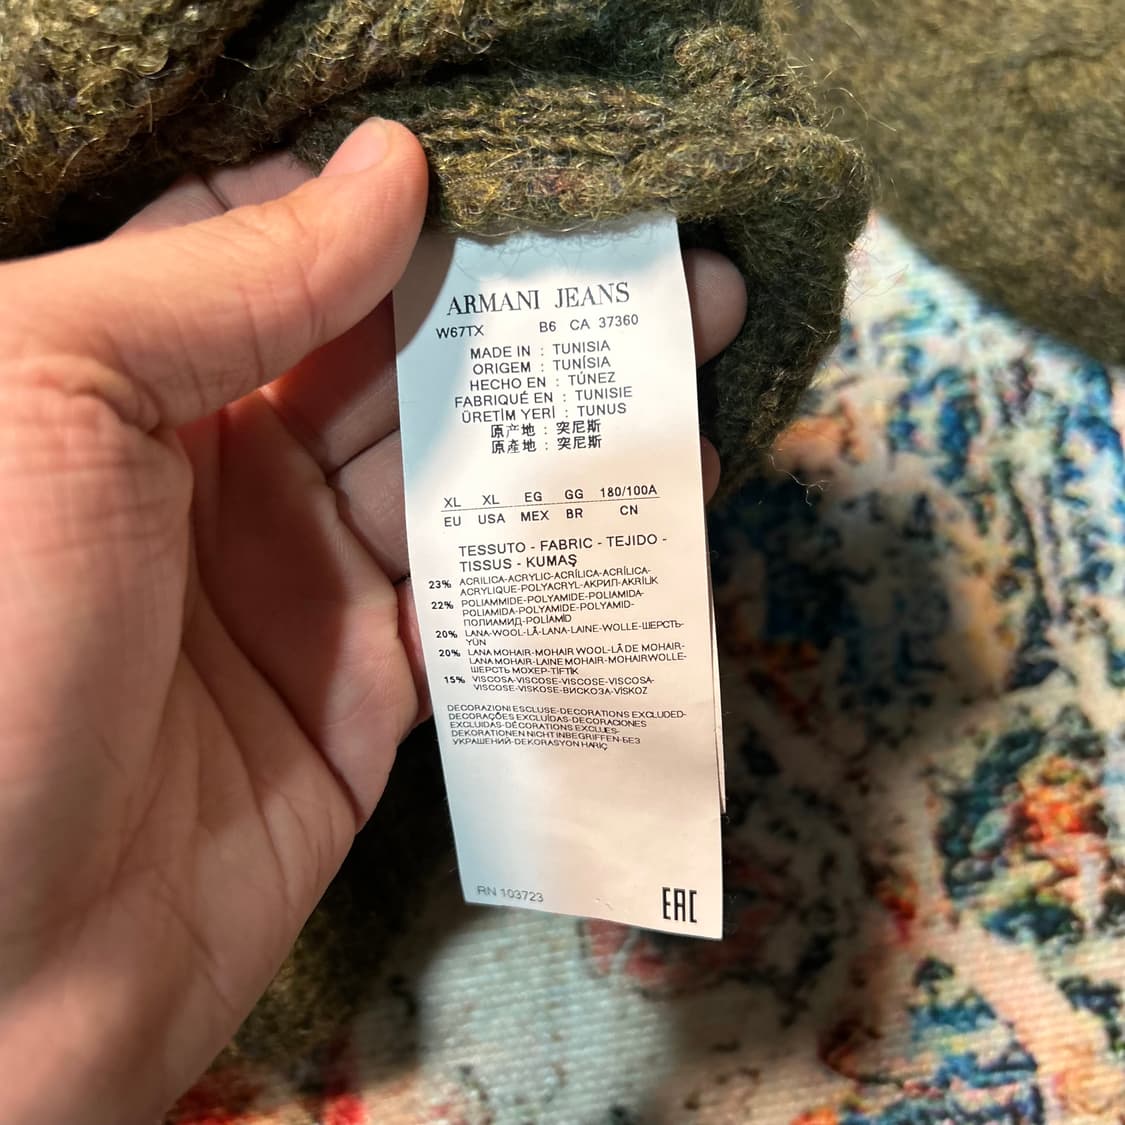 ARMANI JEANS
W67TX B6 CA 37360
MADE IN : TUNISIA
ORIGEM : TUNÍSIA
HECHO EN : TÚNEZ
FABRIQUÉ EN : TUNISIE
ÜRETİM YERİ : TUNUS
原产地 : 突尼斯
原產地 : 突尼斯
XL XL EG GG 180/100A
EU USA MEX BR CN
TESSUTO - FABRIC - TEJIDO -
TISSUS - KUMAŞ
23% ACRILICA-ACRYLIC-ACRÍLICA-ACRÍLICA-
ACRYLIQUE-POLYACRYL-АКРИЛ-AKRİLİK
22% POLIAMMIDE-POLYAMIDE-POLIAMIDA-
POLIAMIDA-POLYAMIDE-POLYAMID-
ПОЛИАМИД-POLİAMİD
20% LANA-WOOL-LÃ-LANA-LAINE-WOLLE-ШЕРСТЬ-
YÜN
20% LANA MOHAIR-MOHAIR WOOL-LÃ DE MOHAIR-
LANA MOHAIR-LAINE MOHAIR-MOHAIRWOLLE-
ШЕРСТЬ МОХЕР-TİFTİK
15% VISCOSA-VISCOSE-VISCOSE-VISCOSA-
VISCOSE-VISKOSE-ВИСКОЗА-VİSKOZ
DECORAZIONI ESCLUSE-DECORATIONS EXCLUDED-
DECORAÇÕES EXCLUÍDAS-DECORACIONES
EXCLUIDAS-DÉCORATIONS EXCLUES-
DEKORATIONEN NICHT INBEGRIFFEN-БЕЗ
УКРАШЕНИЙ-DEKORASYON HARİÇ
RN 103723
EAC